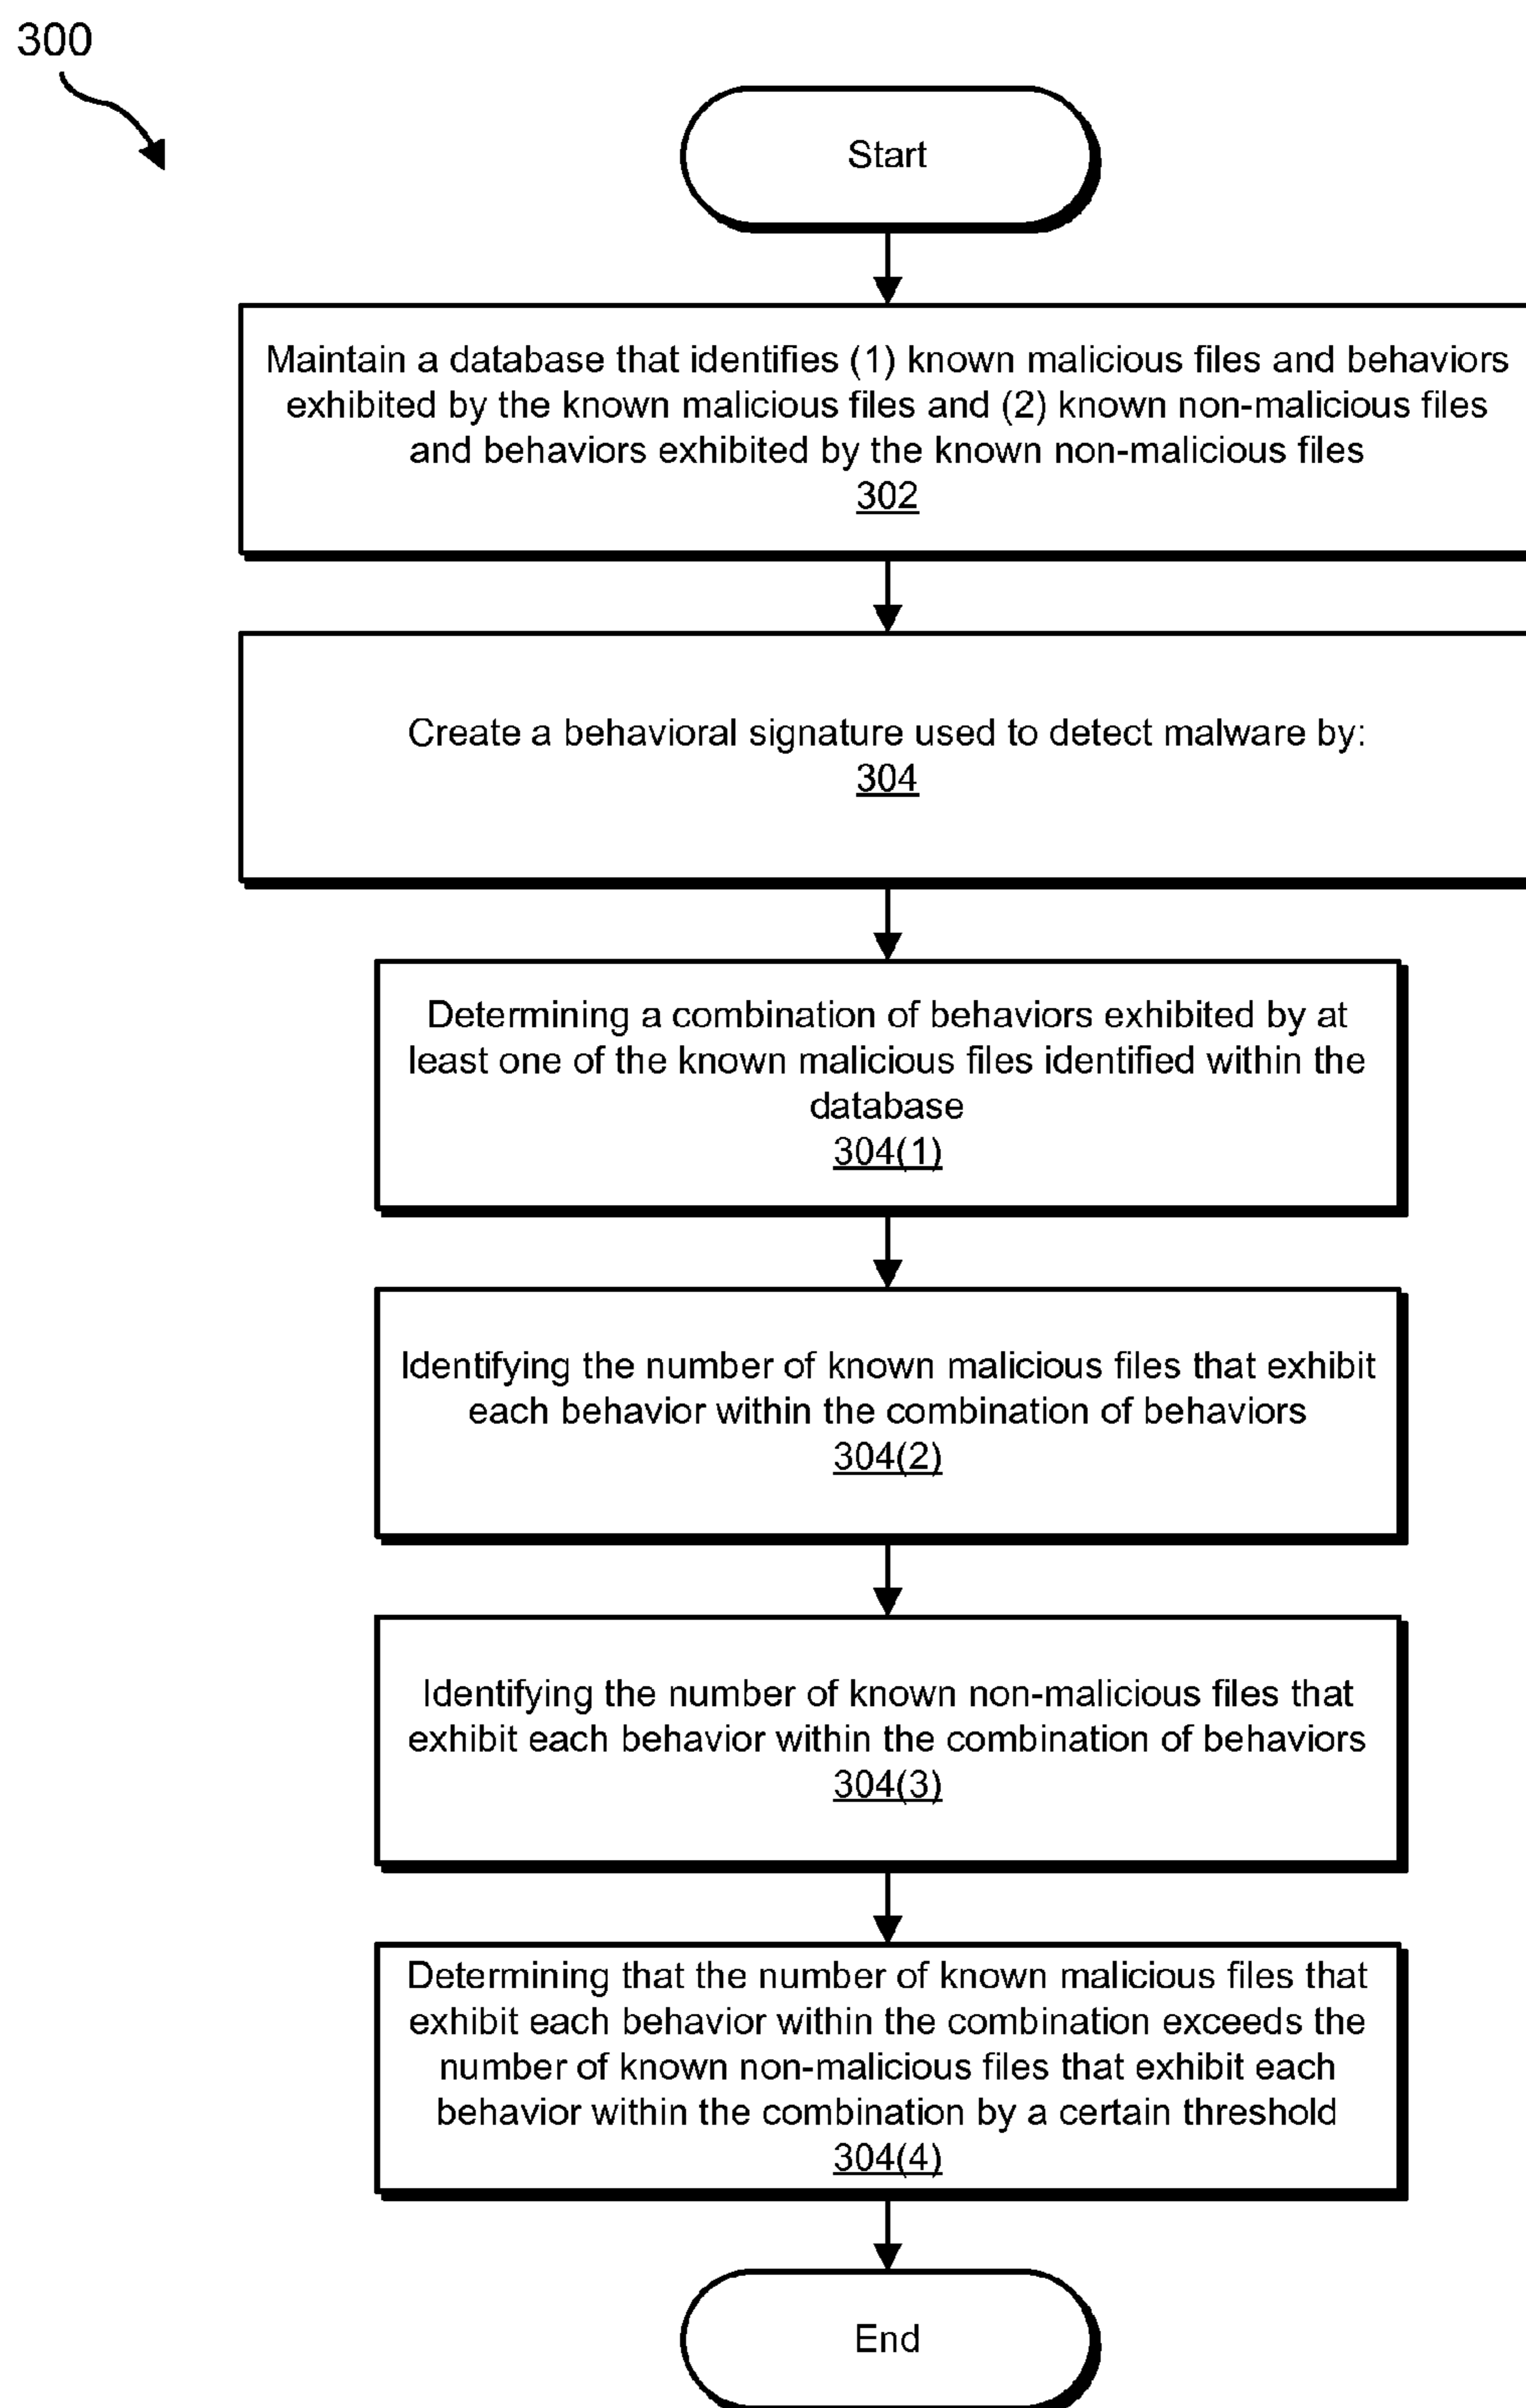 300
Start
Maintain a database that identifies (1) known malicious files and behaviors
exhibited by the known malicious files and (2) known non-malicious files
and behaviors exhibited by the known non-malicious files
302
Create a behavioral signature used to detect malware by:
304
Determining a combination of behaviors exhibited by at
least one of the known malicious files identified within the
database
304(1)
Identifying the number of known malicious files that exhibit
each behavior within the combination of behaviors
304(2)
Identifying the number of known non-malicious files that
exhibit each behavior within the combination of behaviors
304(3)
Determining that the number of known malicious files that
exhibit each behavior within the combination exceeds the
number of known non-malicious files that exhibit each
behavior within the combination by a certain threshold
304(4)
End